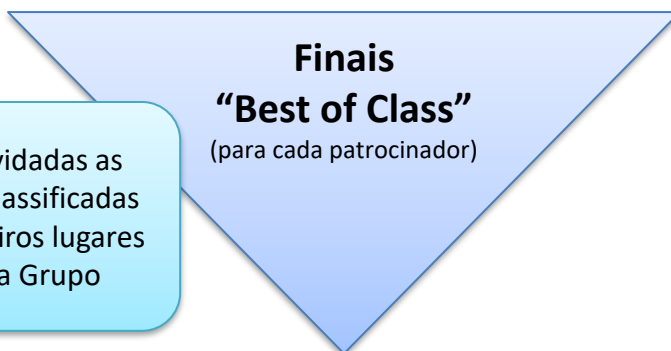 Finais
“Best of Class”
(para cada patrocinador)
vidadas as
assificadas
iros lugares
a Grupo